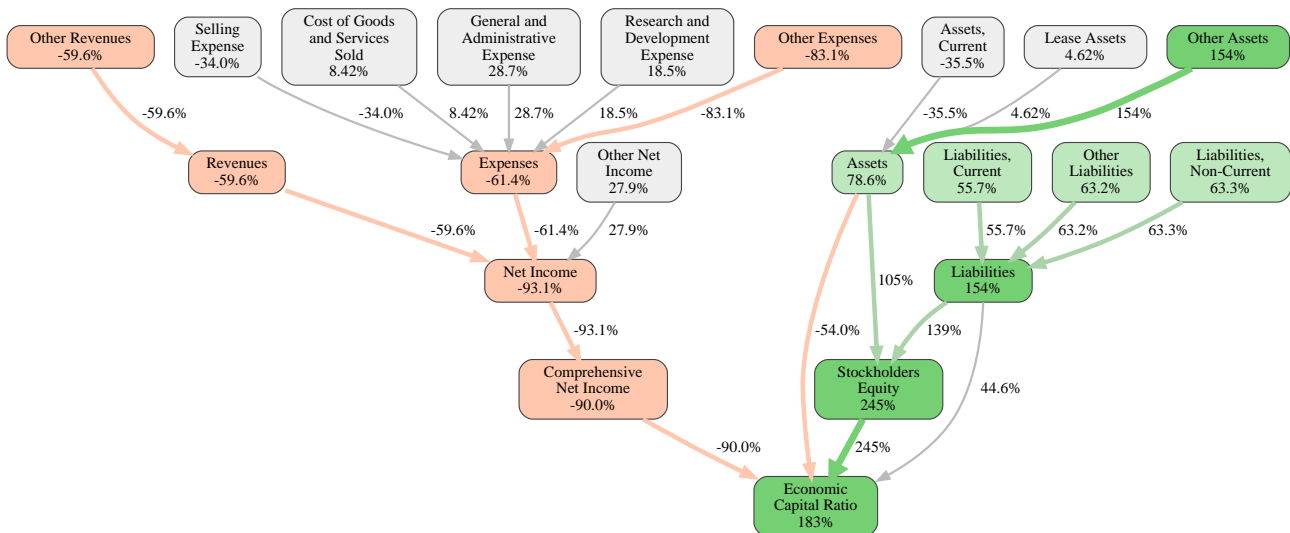 Other Revenues
-59.6%
Selling
Expense
-34.0%
Cost of Goods
and Services
Sold
8.42%
General and
Administrative
Expense
28.7%
Research and
Development
Expense
18.5%
Other Expenses
-83.1%
Assets,
Current
-35.5%
Lease Assets
4.62%
Other Assets
154%
-59.6%
-34.0%
8.42%
28.7%
18.5%
-83.1%
-35.5%
4.62%
154%
Revenues
-59.6%
Expenses
-61.4%
Other Net
Income
27.9%
Assets
78.6%
Liabilities,
Current
55.7%
Other
Liabilities
63.2%
Liabilities,
Non-Current
63.3%
-59.6%
-61.4%
27.9%
55.7%
63.2%
63.3%
Net Income
-93.1%
105%
Liabilities
154%
-93.1%
-54.0%
139%
Comprehensive
Net Income
-90.0%
Stockholders
Equity
245%
44.6%
-90.0%
245%
Economic
Capital Ratio
183%